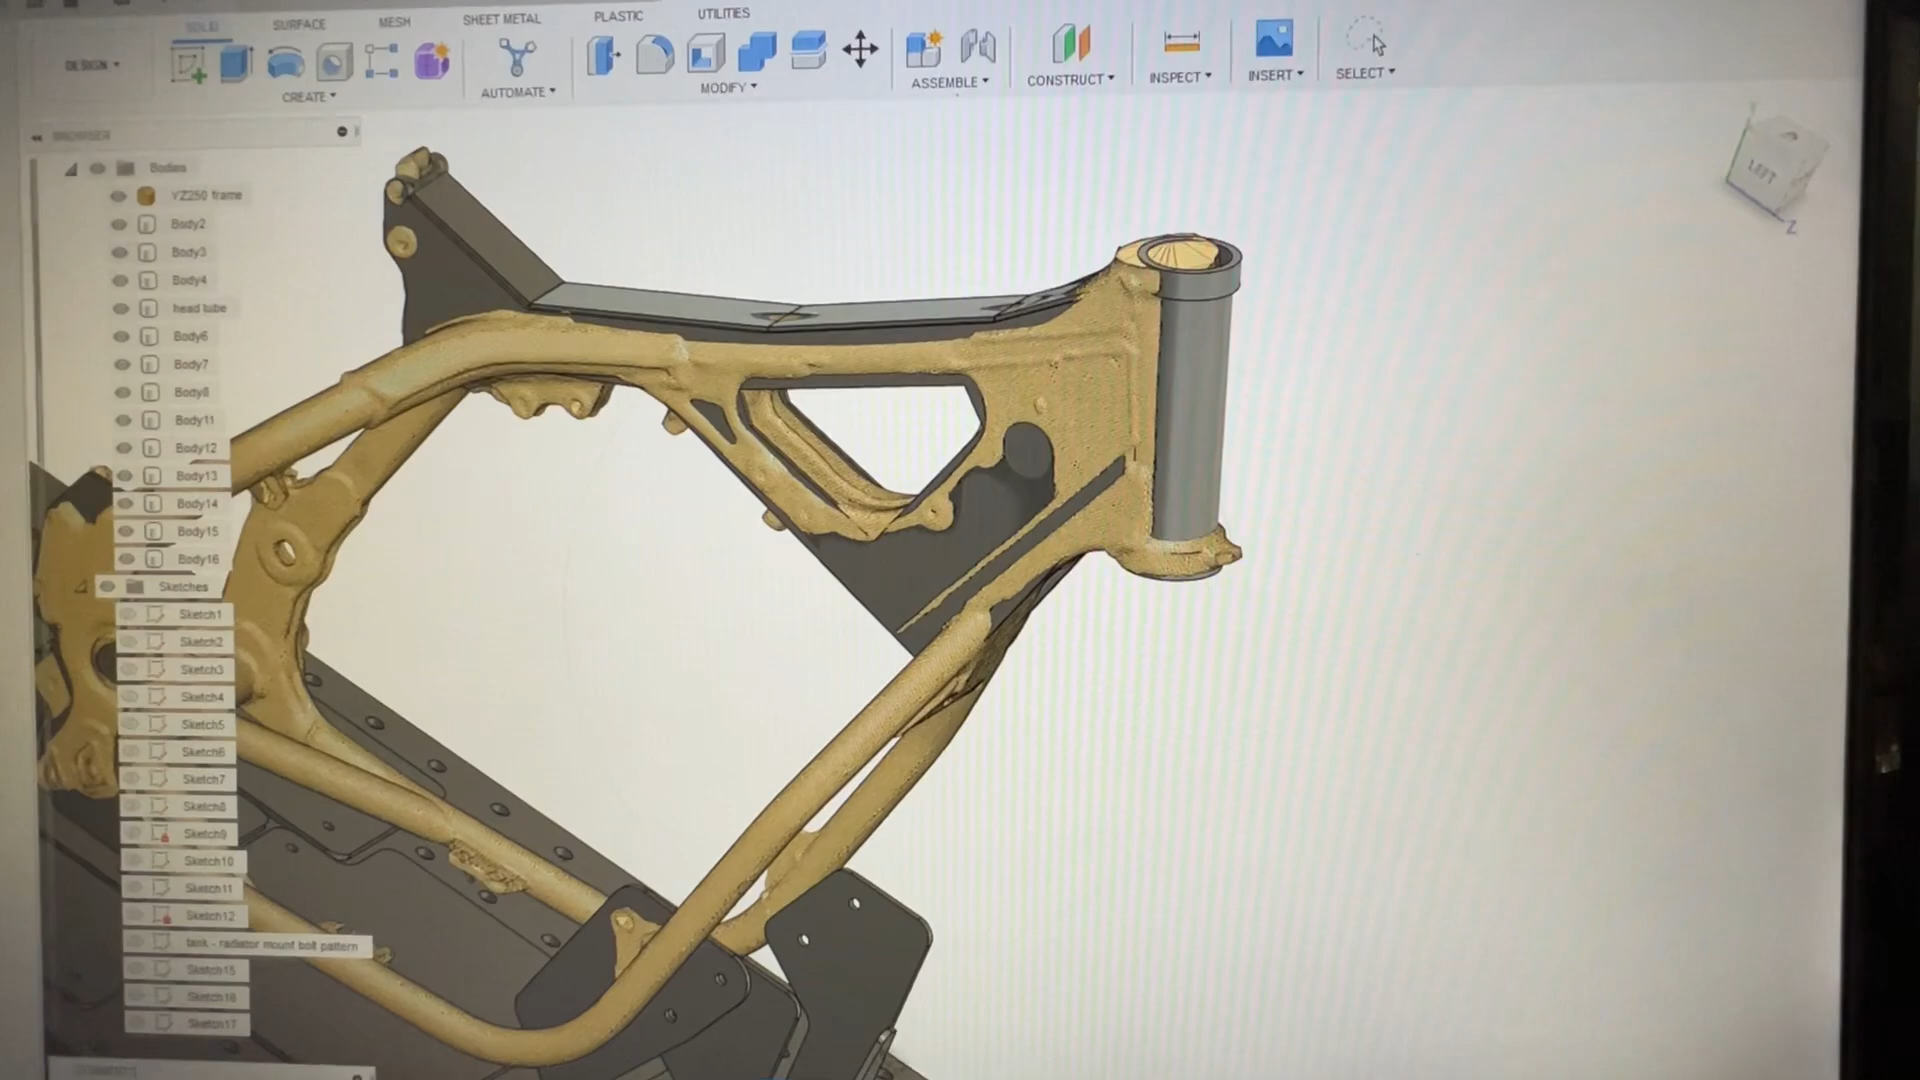 SOLID
SURFACE
MESH
SHEET METAL
PLASTIC
UTILITIES
DESIGN
CREATE
AUTOMATE
MODIFY
ASSEMBLE
CONSTRUCT
INSPECT
INSERT
SELECT
BROWSER
LEFT
Z
Bodies
YZ250 frame
Body2
Body3
Body4
head tube
Body6
Body7
Body8
Body11
Body12
Body13
Body14
Body15
Body16
Sketches
Sketch1
Sketch2
Sketch3
Sketch4
Sketch5
Sketch6
Sketch7
Sketch8
Sketch9
Sketch10
Sketch11
Sketch12
tank - radiator mount bolt pattern
Sketch15
Sketch16
Sketch17